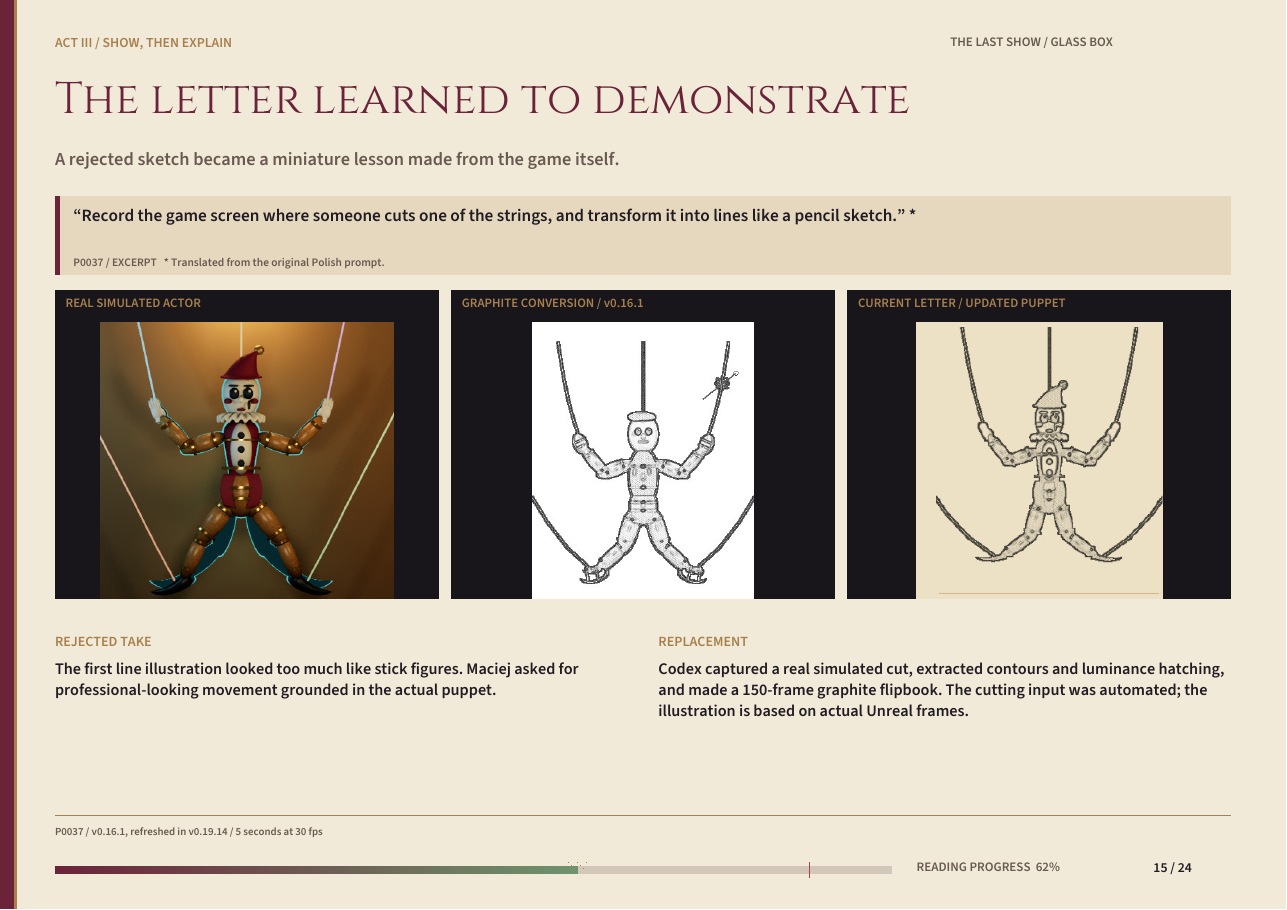 ACT III / SHOW, THEN EXPLAIN
THE LAST SHOW / GLASS BOX
THE LETTER LEARNED TO DEMONSTRATE
A rejected sketch became a miniature lesson made from the game itself.
“Record the game screen where someone cuts one of the strings, and transform it into lines like a pencil sketch.” *
P0037 / EXCERPT * Translated from the original Polish prompt.
REAL SIMULATED ACTOR
GRAPHITE CONVERSION / v0.16.1
CURRENT LETTER / UPDATED PUPPET
REJECTED TAKE
The first line illustration looked too much like stick figures. Maciej asked for
professional-looking movement grounded in the actual puppet.
REPLACEMENT
Codex captured a real simulated cut, extracted contours and luminance hatching,
and made a 150-frame graphite flipbook. The cutting input was automated; the
illustration is based on actual Unreal frames.
P0037 / v0.16.1, refreshed in v0.19.14 / 5 seconds at 30 fps
READING PROGRESS 62%
15 / 24